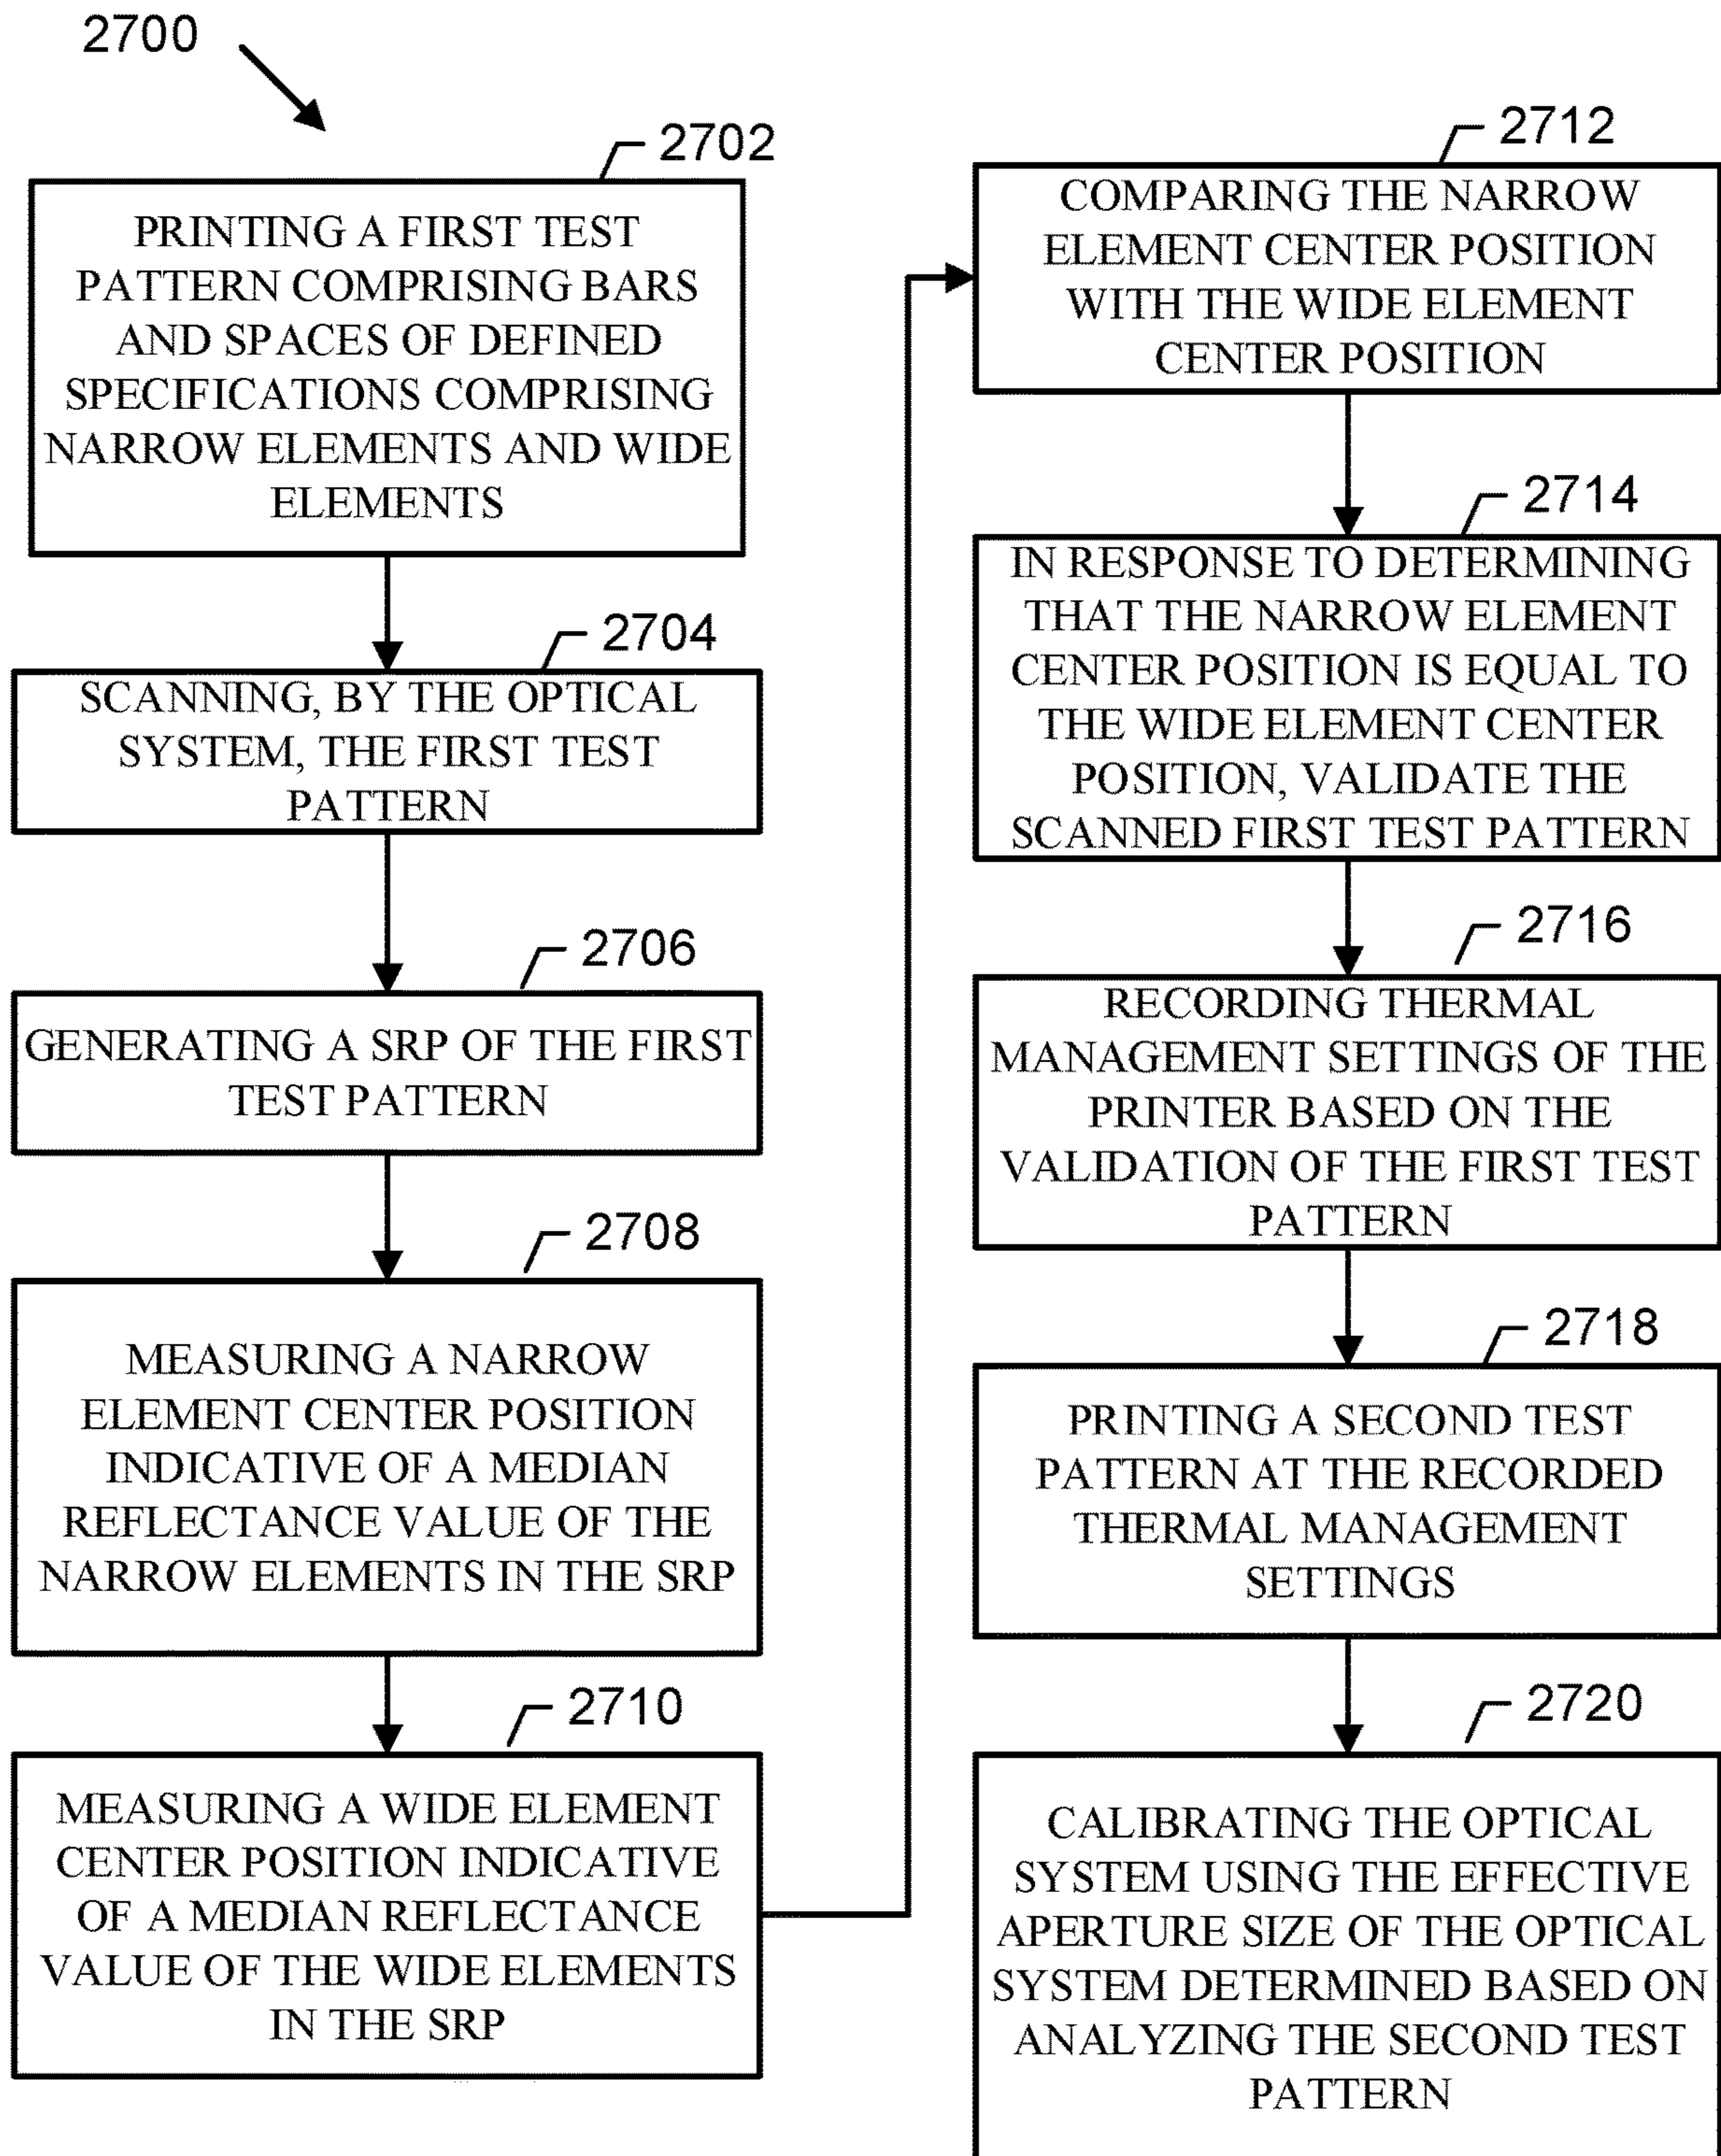 2700
2702
PRINTING A FIRST TEST
PATTERN COMPRISING BARS
AND SPACES OF DEFINED
SPECIFICATIONS COMPRISING
NARROW ELEMENTS AND WIDE
ELEMENTS
2704
SCANNING, BY THE OPTICAL
SYSTEM, THE FIRST TEST
PATTERN
2706
GENERATING A SRP OF THE FIRST
TEST PATTERN
2708
MEASURING A NARROW
ELEMENT CENTER POSITION
INDICATIVE OF A MEDIAN
REFLECTANCE VALUE OF THE
NARROW ELEMENTS IN THE SRP
2710
MEASURING A WIDE ELEMENT
CENTER POSITION INDICATIVE
OF A MEDIAN REFLECTANCE
VALUE OF THE WIDE ELEMENTS
IN THE SRP
2712
COMPARING THE NARROW
ELEMENT CENTER POSITION
WITH THE WIDE ELEMENT
CENTER POSITION
2714
IN RESPONSE TO DETERMINING
THAT THE NARROW ELEMENT
CENTER POSITION IS EQUAL TO
THE WIDE ELEMENT CENTER
POSITION, VALIDATE THE
SCANNED FIRST TEST PATTERN
2716
RECORDING THERMAL
MANAGEMENT SETTINGS OF THE
PRINTER BASED ON THE
VALIDATION OF THE FIRST TEST
PATTERN
2718
PRINTING A SECOND TEST
PATTERN AT THE RECORDED
THERMAL MANAGEMENT
SETTINGS
2720
CALIBRATING THE OPTICAL
SYSTEM USING THE EFFECTIVE
APERTURE SIZE OF THE OPTICAL
SYSTEM DETERMINED BASED ON
ANALYZING THE SECOND TEST
PATTERN